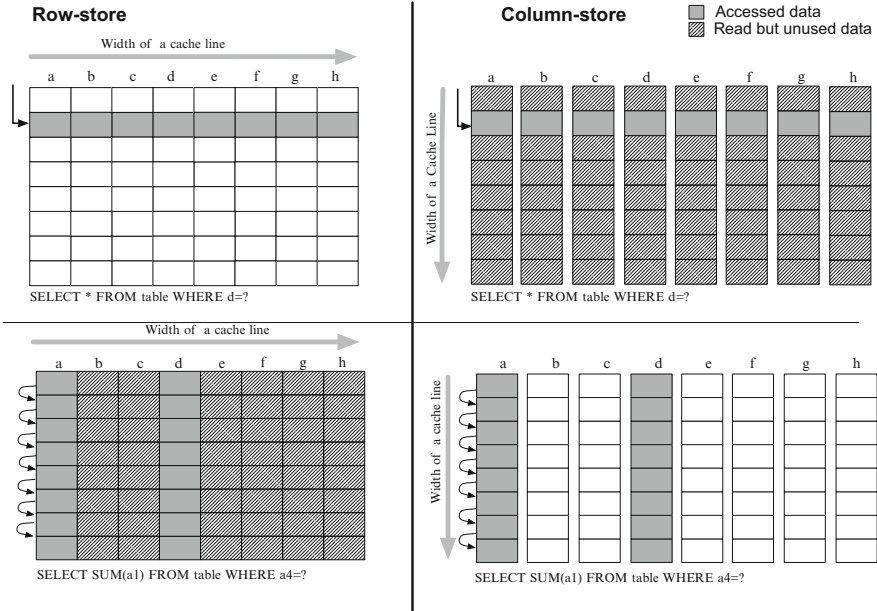 Row-store
Column-store
Accessed data
Read but unused data
Width of a cache line
a b c d e f g h
SELECT * FROM table WHERE d=?
Width of a Cache Line
a b c d e f g h
SELECT * FROM table WHERE d=?
Width of a cache line
a b c d e f g h
SELECT SUM(a1) FROM table WHERE a4=?
Width of a cache line
a b c d e f g h
SELECT SUM(a1) FROM table WHERE a4=?